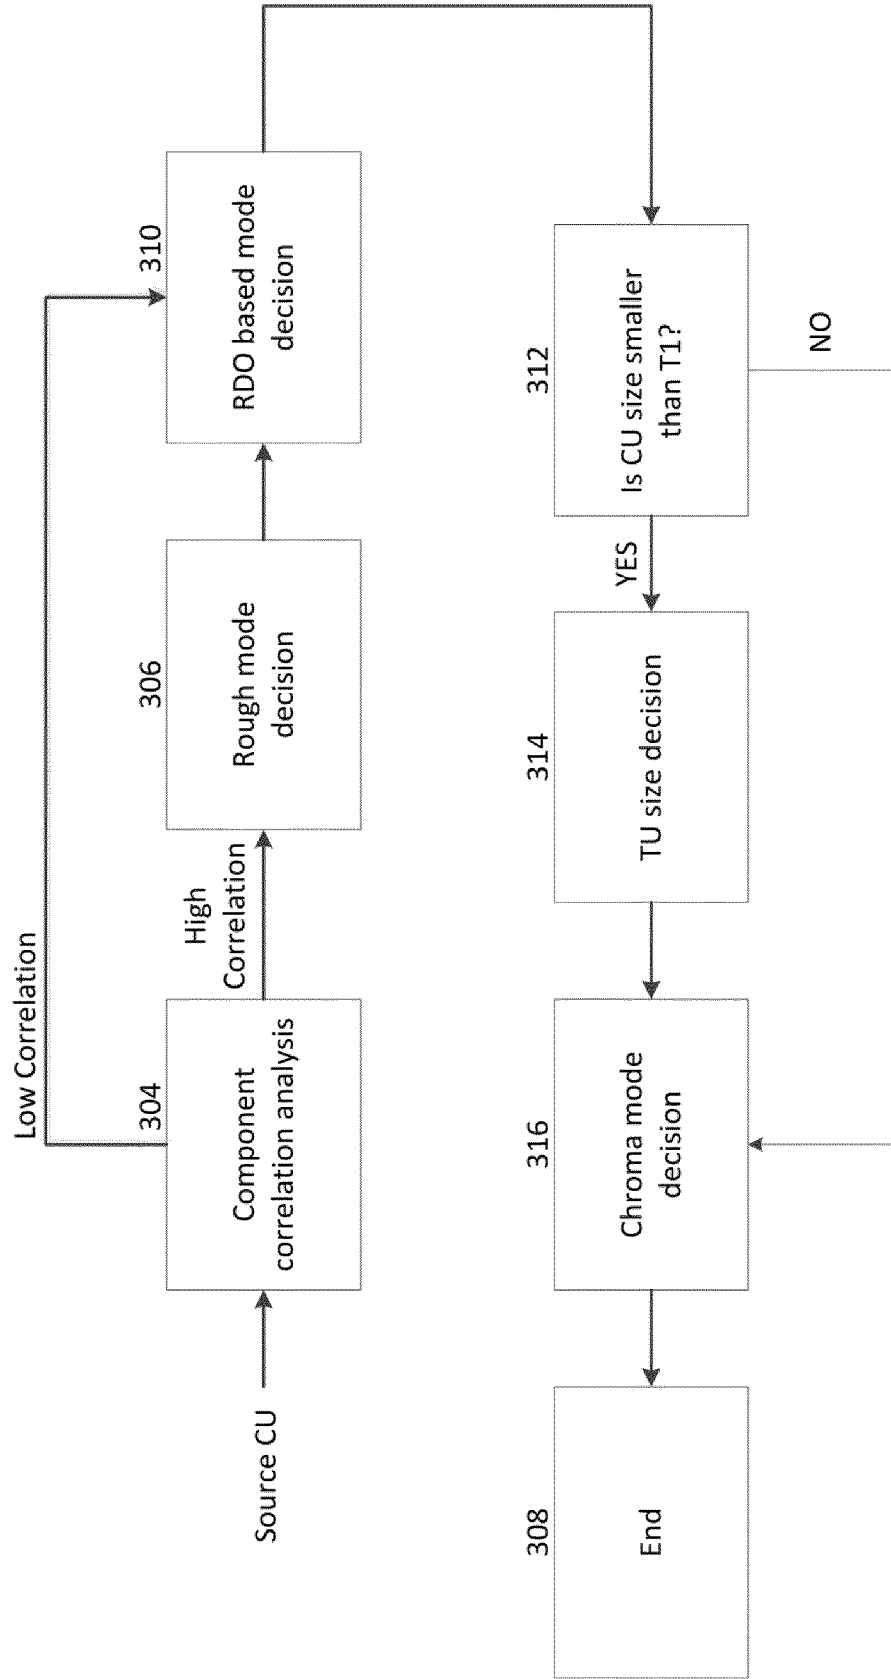 Source CU
304
Component
correlation analysis
Low Correlation
High
Correlation
306
Rough mode
decision
310
RDO based mode
decision
312
Is CU size smaller
than T1?
YES
NO
314
TU size decision
316
Chroma mode
decision
308
End